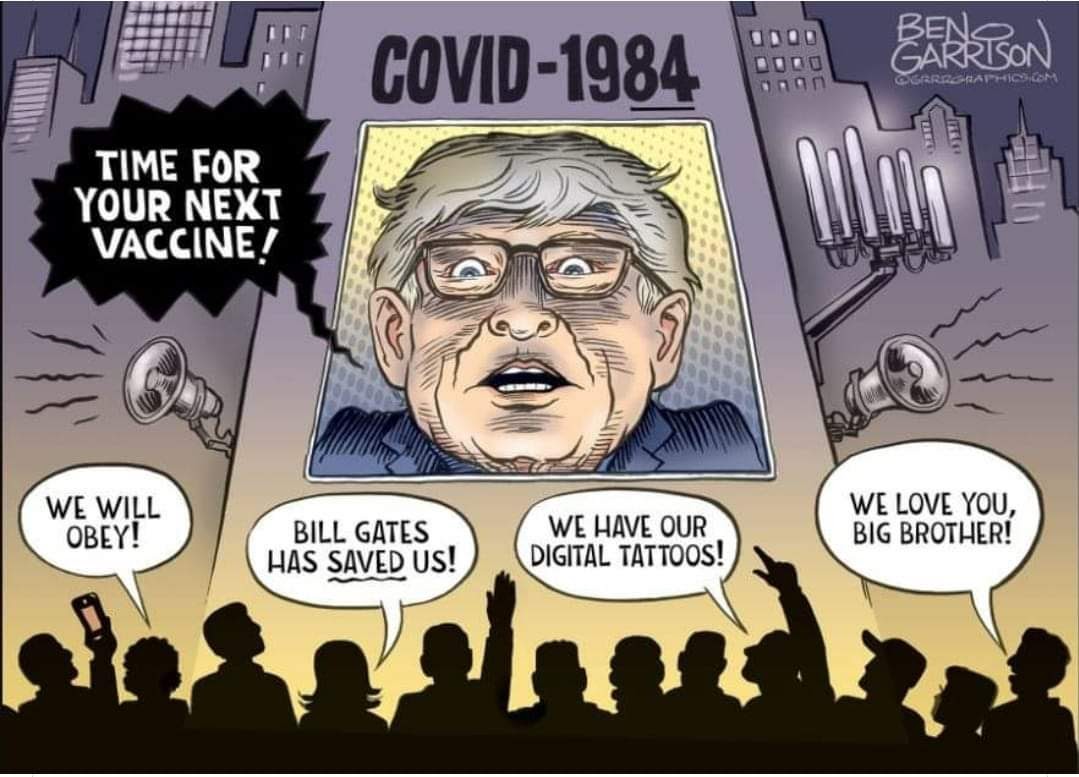 COVID-1984
BEN
GARRISON
©GRRRGRAPHICS.COM
TIME FOR
YOUR NEXT
VACCINE!
WE WILL
OBEY!
BILL GATES
HAS SAVED US!
WE HAVE OUR
DIGITAL TATTOOS!
WE LOVE YOU,
BIG BROTHER!